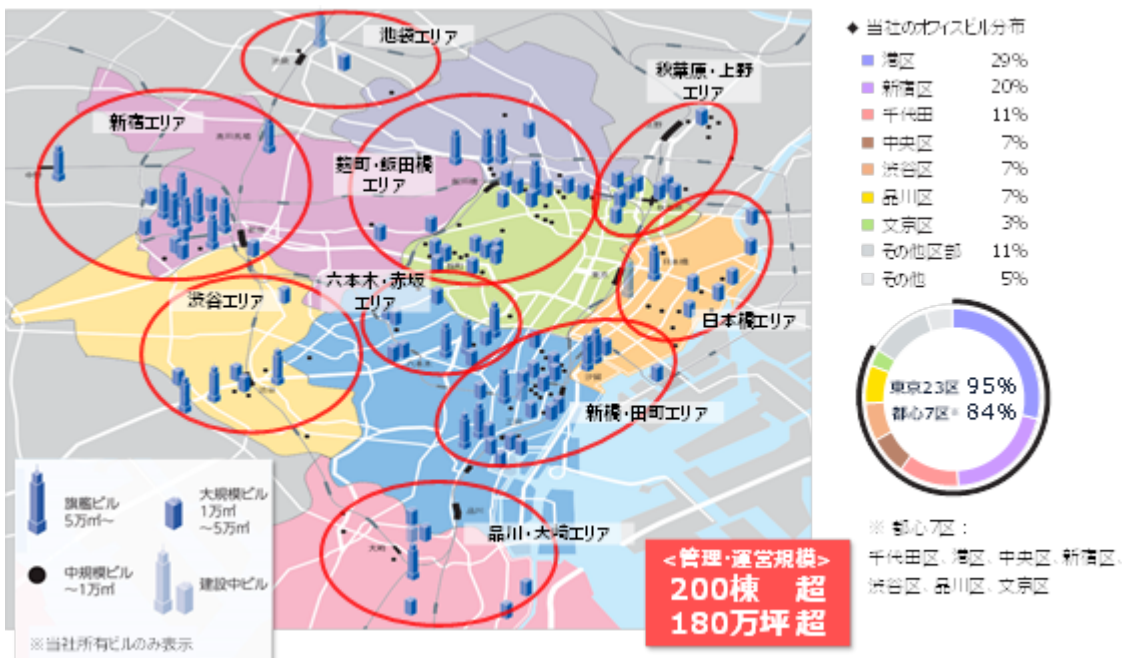 池袋エリア
秋葉原・上野
エリア
新宿エリア
麹町・飯田橋
エリア
六本木・赤坂
エリア
渋谷エリア
日本橋エリア
新橋・田町エリア
品川・大崎エリア
旗艦ビル
5万㎡～
大規模ビル
1万㎡
～5万㎡
中規模ビル
～1万㎡
建設中ビル
※当社所有ビルのみ表示
<管理・運営規模>
200棟 超
180万坪 超
◆ 当社のオフィスビル分布
港区 29%
新宿区 20%
千代田 11%
中央区 7%
渋谷区 7%
品川区 7%
文京区 3%
その他区部 11%
その他 5%
東京23区 95%
都心7区※ 84%
※ 都心7区：
千代田区、港区、中央区、新宿区、
渋谷区、品川区、文京区